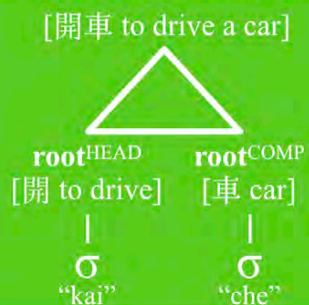 [開車 to drive a car]
rootHEAD rootCOMP
[開 to drive] [車 car]
σ σ
“kai” “che”